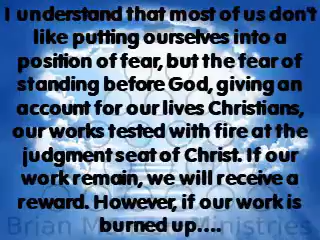 I understand that most of us don't
like putting ourselves into a
position of fear, but the fear of
standing before God, giving an
account for our lives Christians,
our works tested with fire at the
judgment seat of Christ. If our
work remain, we will receive a
reward. However, if our work is
burned up....
Brian Ministries